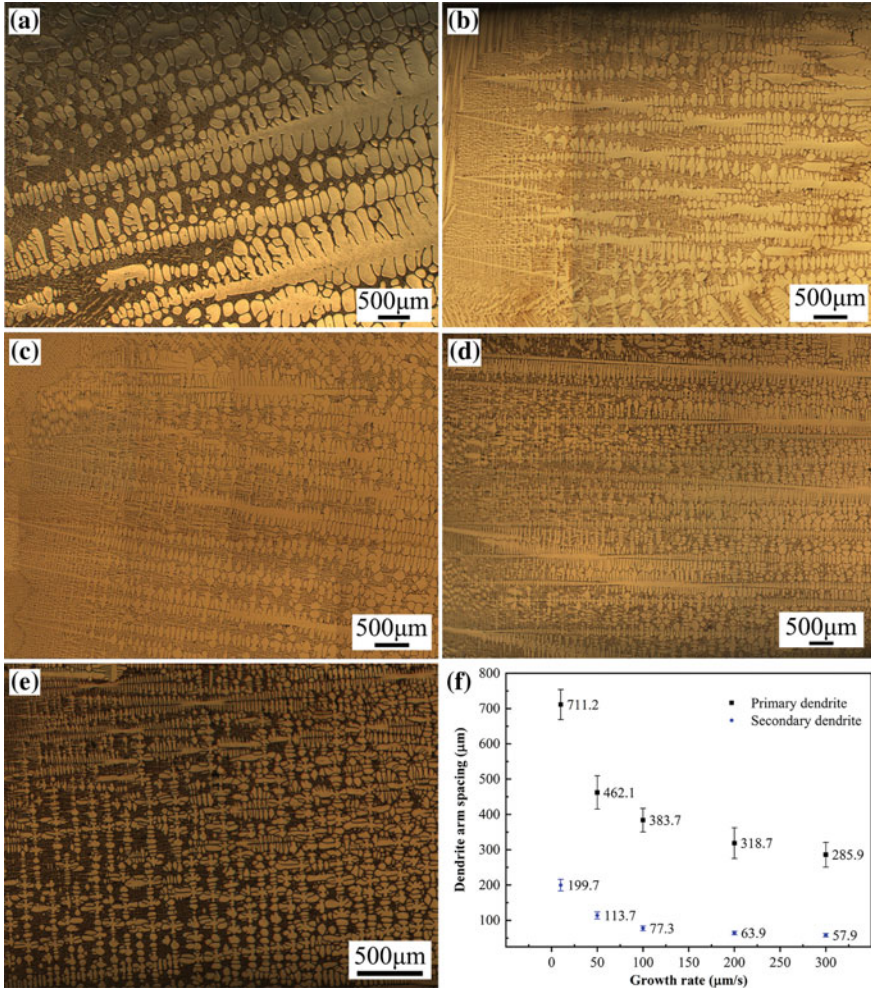 (a)
500μm
(b)
500μm
(c)
500μm
(d)
500μm
(e)
500μm
(f)
800
700
600
500
400
300
200
100
0
50
100
150
200
250
300
Dendrite arm spacing (μm)
Growth rate (μm/s)
Primary dendrite
Secondary dendrite
711.2
462.1
383.7
318.7
285.9
199.7
113.7
77.3
63.9
57.9